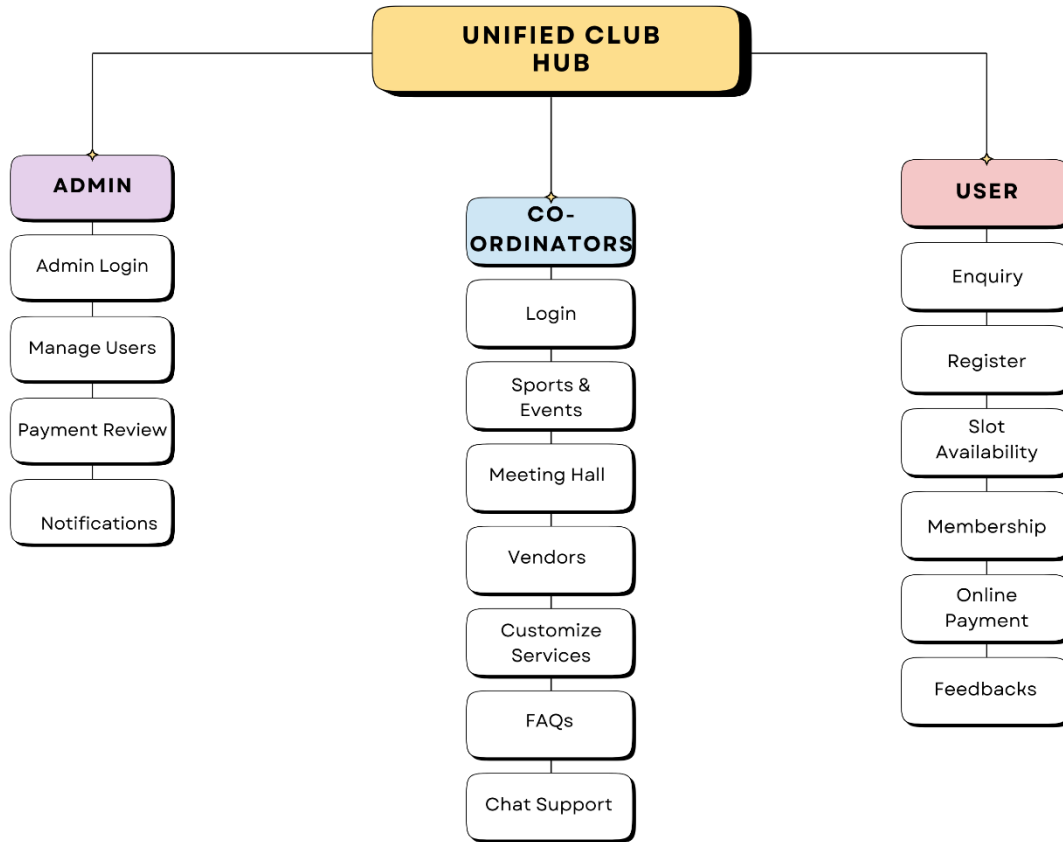 UNIFIED CLUB
HUB
ADMIN
Admin Login
Manage Users
Payment Review
Notifications
CO-
ORDINATORS
Login
Sports &
Events
Meeting Hall
Vendors
Customize
Services
FAQs
Chat Support
USER
Enquiry
Register
Slot
Availability
Membership
Online
Payment
Feedbacks